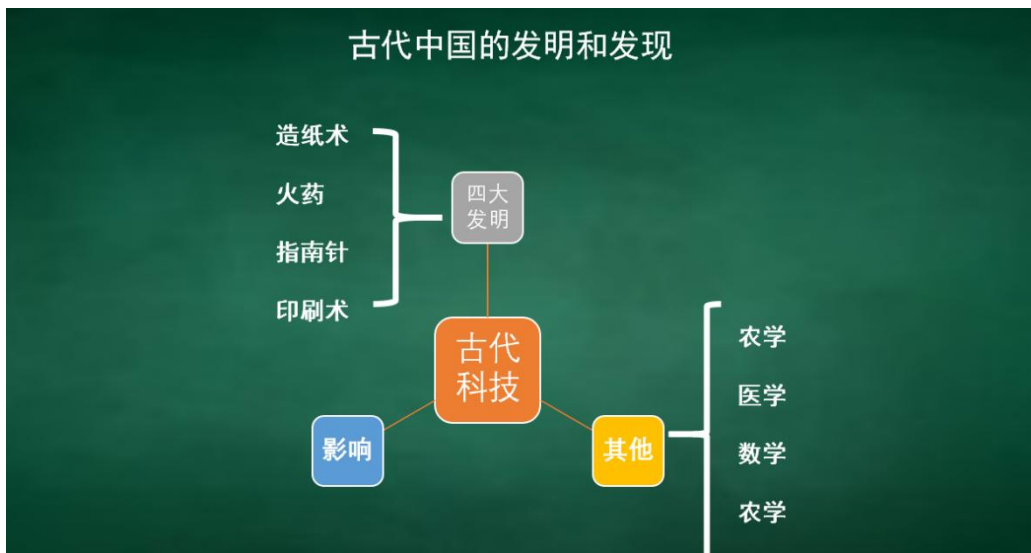 古代中国的发明和发现
造纸术
火药
指南针
印刷术
四大
发明
古代
科技
影响
其他
农学
医学
数学
农学